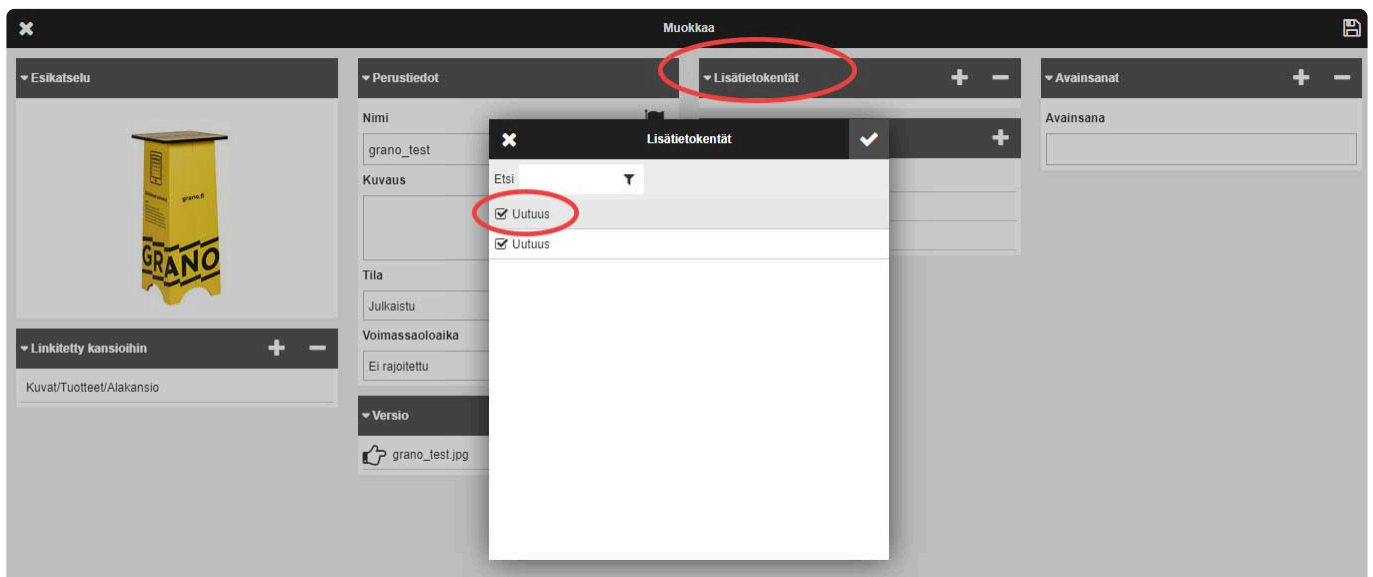 Muokkaa
Esikatselu
grano.fi
GRANO
Linkitetty kansioihin
Kuvat/Tuotteet/Alakansio
Perustiedot
Nimi
grano_test
Kuvaus
Tila
Julkaistu
Voimassaoloaika
Ei rajoitettu
Versio
grano_test.jpg
Lisätietokentät
Lisätietokentät
Etsi
Uutuus
Uutuus
Avainsanat
Avainsana